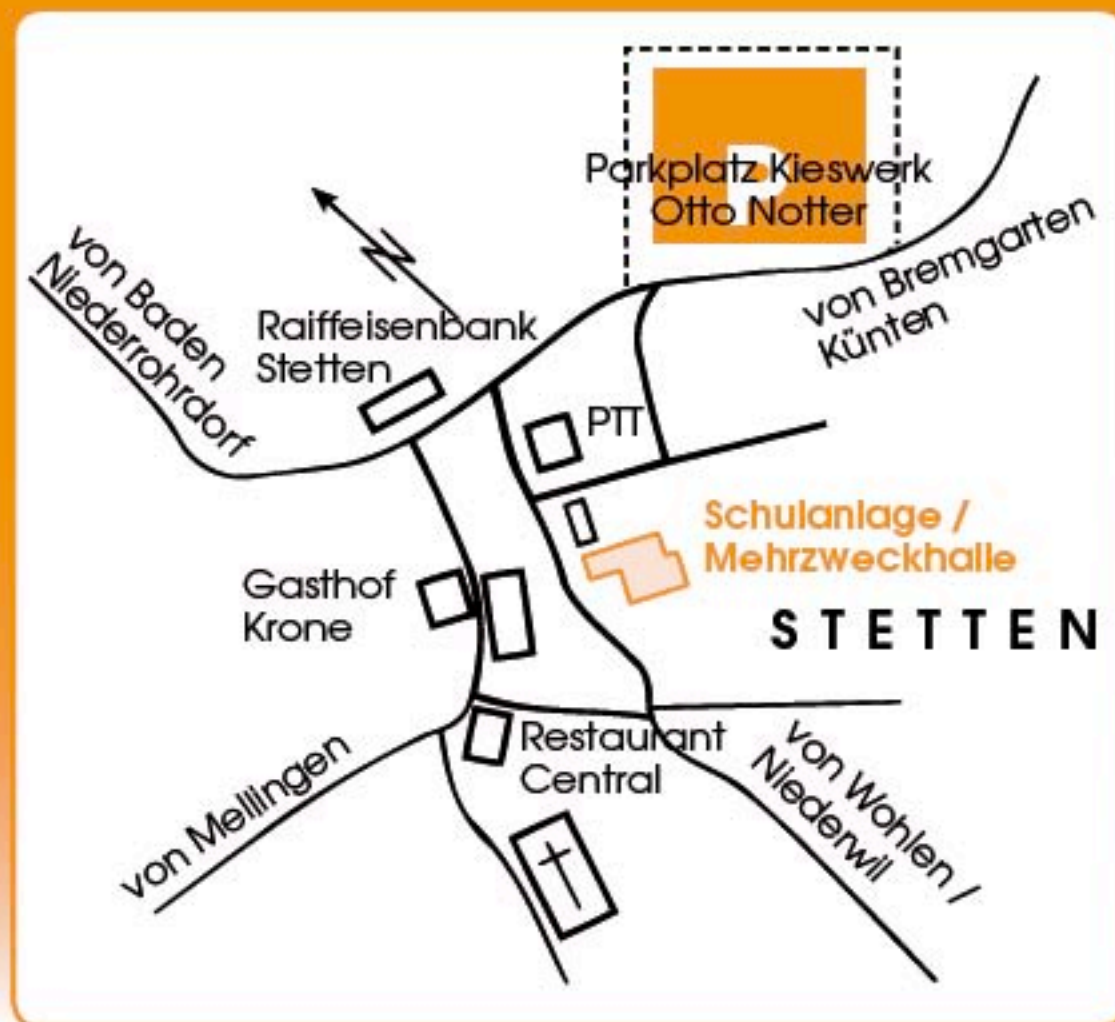 P
Parkplatz Kieswerk
Otto Notter
N
von Baden
Niederrohrdorf
von Bremgarten
Künten
Raiffeisenbank
Stetten
PTT
Schulanlage /
Mehrzweckhalle
Gasthof
Krone
STETTEN
Restaurant
Central
von Mellingen
von Wohlen /
Niederwil